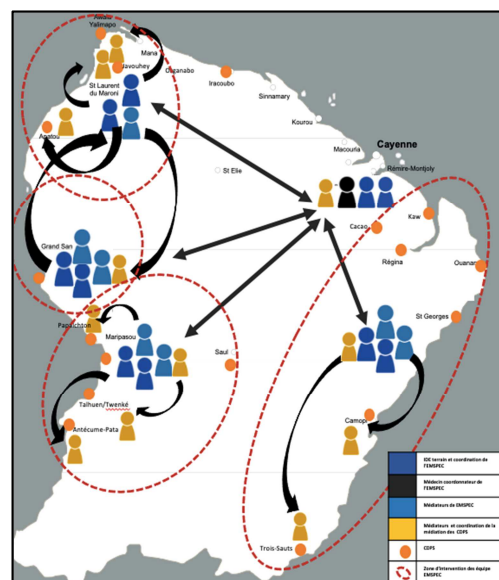 Awala
Yalimapo
Mana
Javouhey
Organabo
Iracoubo
Sinnamary
St Laurent
du Maroni
Kourou
Apatou
Macouria
Cayenne
Rémire-Montjoly
St Elie
Cacao
Kaw
Grand San
Régina
Ouanary
Papaïchton
St Georges
Maripasou
Saul
Talhuen/Twenké
Camopi
Antécume-Pata
Trois-Sauts
IDE terrain et coordination de
l'EMSPEC
Médecin coordonnateur de
l'EMSPEC
Médiateurs de EMSPEC
Médiateurs et coordination de la
médiation des CDPS
CDPS
Zone d'intervention des équipe
EMSPEC